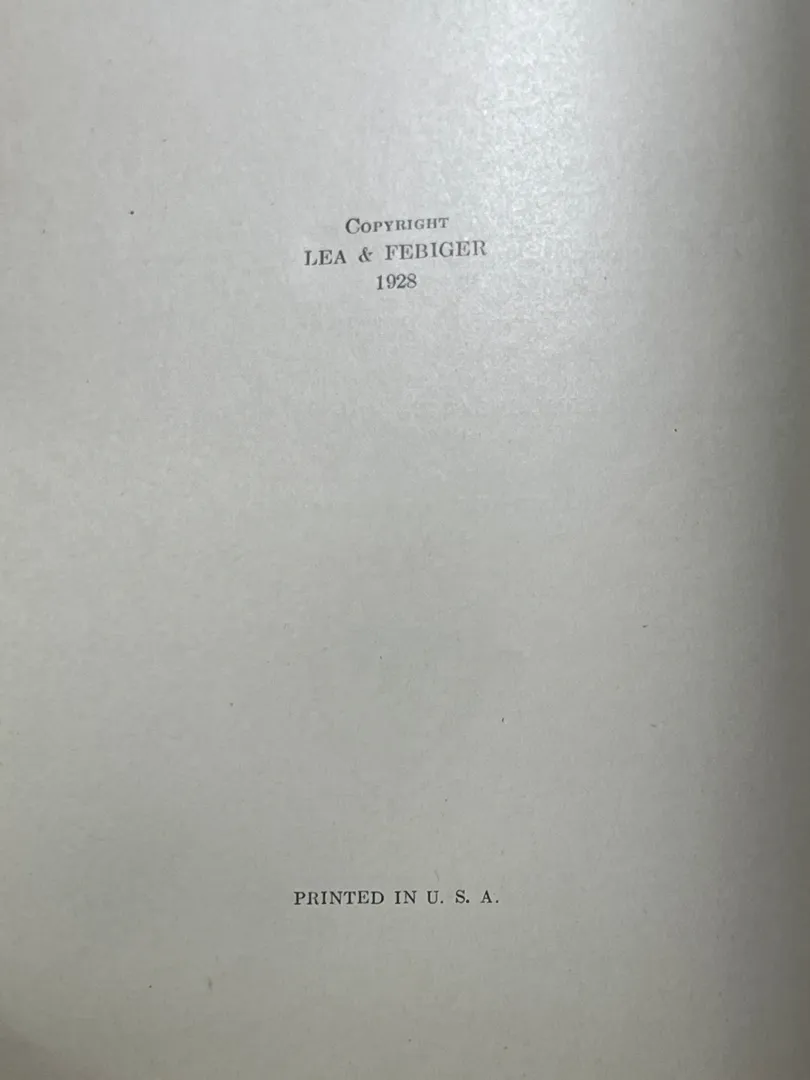 COPYRIGHT
LEA & FEBIGER
1928
PRINTED IN U. S. A.